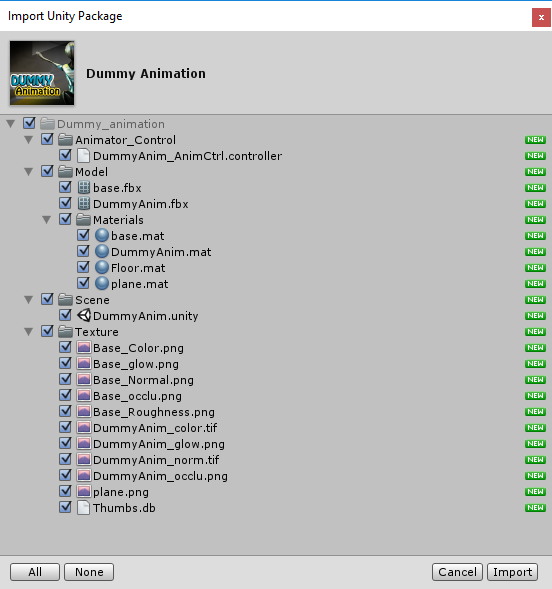 Import Unity Package
x
DUMMY
Animation
Dummy Animation
Dummy_animation
Animator_Control NEW
DummyAnim_AnimCtrl.controller NEW
Model NEW
base.fbx NEW
DummyAnim.fbx NEW
Materials NEW
base.mat NEW
DummyAnim.mat NEW
Floor.mat NEW
plane.mat NEW
Scene NEW
DummyAnim.unity NEW
Texture NEW
Base_Color.png NEW
Base_glow.png NEW
Base_Normal.png NEW
Base_occlu.png NEW
Base_Roughness.png NEW
DummyAnim_color.tif NEW
DummyAnim_glow.png NEW
DummyAnim_norm.tif NEW
DummyAnim_occlu.png NEW
plane.png NEW
Thumbs.db NEW
All None Cancel Import